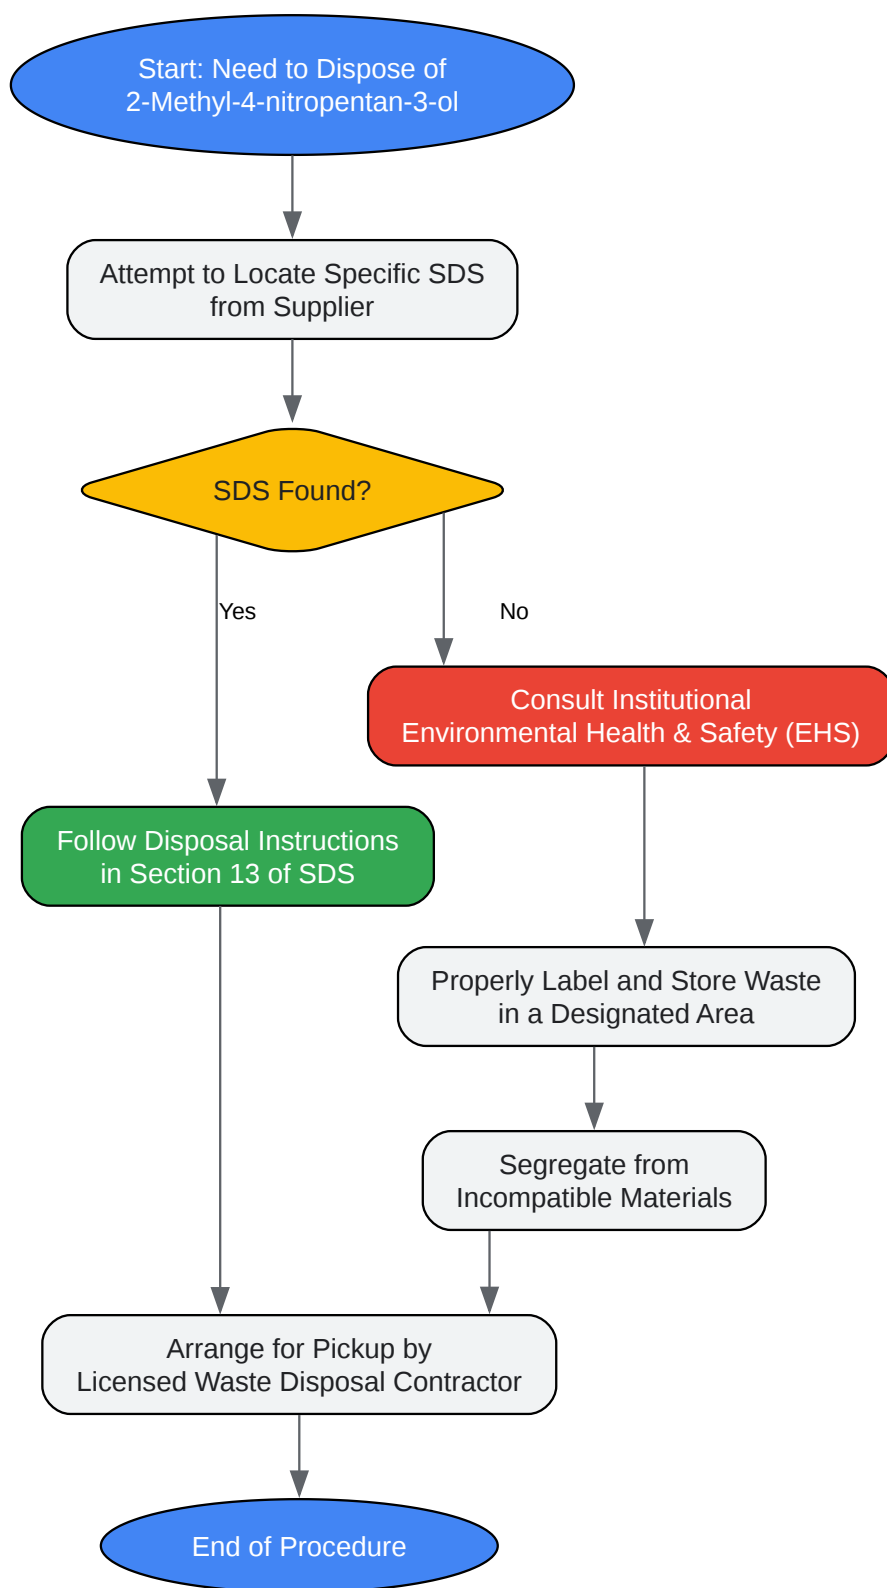 Start: Need to Dispose of
2-Methyl-4-nitropentan-3-ol
Attempt to Locate Specific SDS
from Supplier
SDS Found?
Yes
No
Consult Institutional
Environmental Health & Safety (EHS)
Follow Disposal Instructions
in Section 13 of SDS
Properly Label and Store Waste
in a Designated Area
Segregate from
Incompatible Materials
Arrange for Pickup by
Licensed Waste Disposal Contractor
End of Procedure